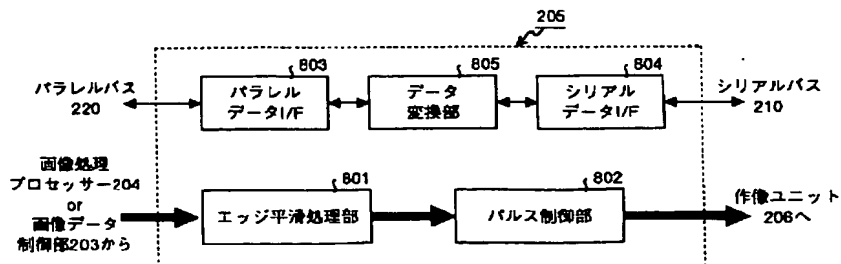 205
803
805
804
パラレルバス
220
パラレル
データI/F
データ
変換部
シリアル
データI/F
シリアルバス
210
画像処理
プロセッサー204
or
画像データ
制御部203から
801
エッジ平滑処理部
802
パルス制御部
作像ユニット
206へ